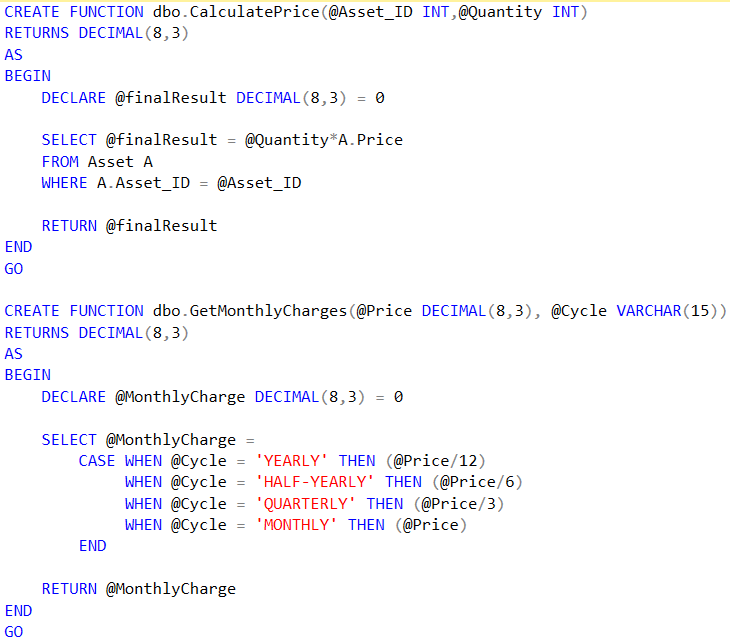 CREATE FUNCTION dbo.CalculatePrice(@Asset_ID INT,@Quantity INT)
RETURNS DECIMAL(8,3)
AS
BEGIN
    DECLARE @finalResult DECIMAL(8,3) = 0

    SELECT @finalResult = @Quantity*A.Price
    FROM Asset A
    WHERE A.Asset_ID = @Asset_ID

    RETURN @finalResult
END
GO

CREATE FUNCTION dbo.GetMonthlyCharges(@Price DECIMAL(8,3), @Cycle VARCHAR(15))
RETURNS DECIMAL(8,3)
AS
BEGIN
    DECLARE @MonthlyCharge DECIMAL(8,3) = 0

    SELECT @MonthlyCharge =
        CASE WHEN @Cycle = 'YEARLY' THEN (@Price/12)
             WHEN @Cycle = 'HALF-YEARLY' THEN (@Price/6)
             WHEN @Cycle = 'QUARTERLY' THEN (@Price/3)
             WHEN @Cycle = 'MONTHLY' THEN (@Price)
        END

    RETURN @MonthlyCharge
END
GO